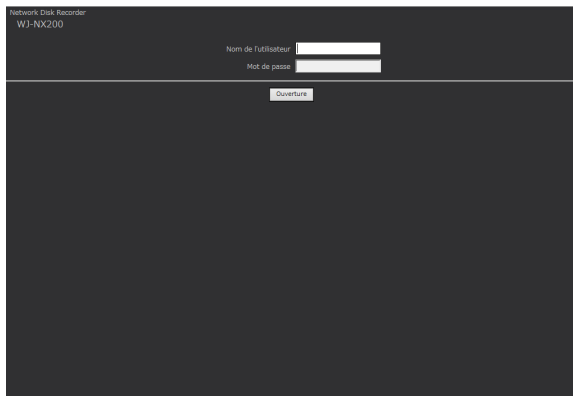 Network Disk Recorder
WJ-NX200
Nom de l'utilisateur
Mot de passe
Ouverture